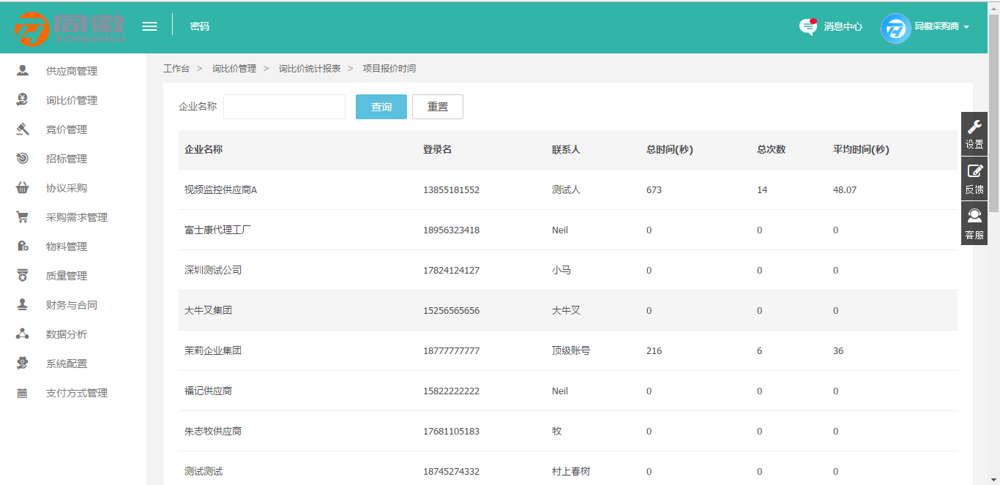 同徽 TONGHUI 密码 消息中心 同徽采购商
供应商管理
询比价管理
竞价管理
招标管理
协议采购
采购需求管理
物料管理
质量管理
财务与合同
数据分析
系统配置
支付方式管理
工作台 > 询比价管理 > 询比价统计报表 > 项目报价时间
企业名称 查询 重置
企业名称 登录名 联系人 总时间(秒) 总次数 平均时间(秒)
视频监控供应商A 13855181552 测试人 673 14 48.07
富士康代理工厂 18956323418 Neil 0 0 0
深圳测试公司 17824124127 小马 0 0 0
大牛叉集团 15256565656 大牛叉 0 0 0
茉莉企业集团 18777777777 顶级账号 216 6 36
福记供应商 15822222222 Neil 0 0 0
朱志牧供应商 17681105183 牧 0 0 0
测试测试 18745274332 村上春树 0 0 0
设置
反馈
客服